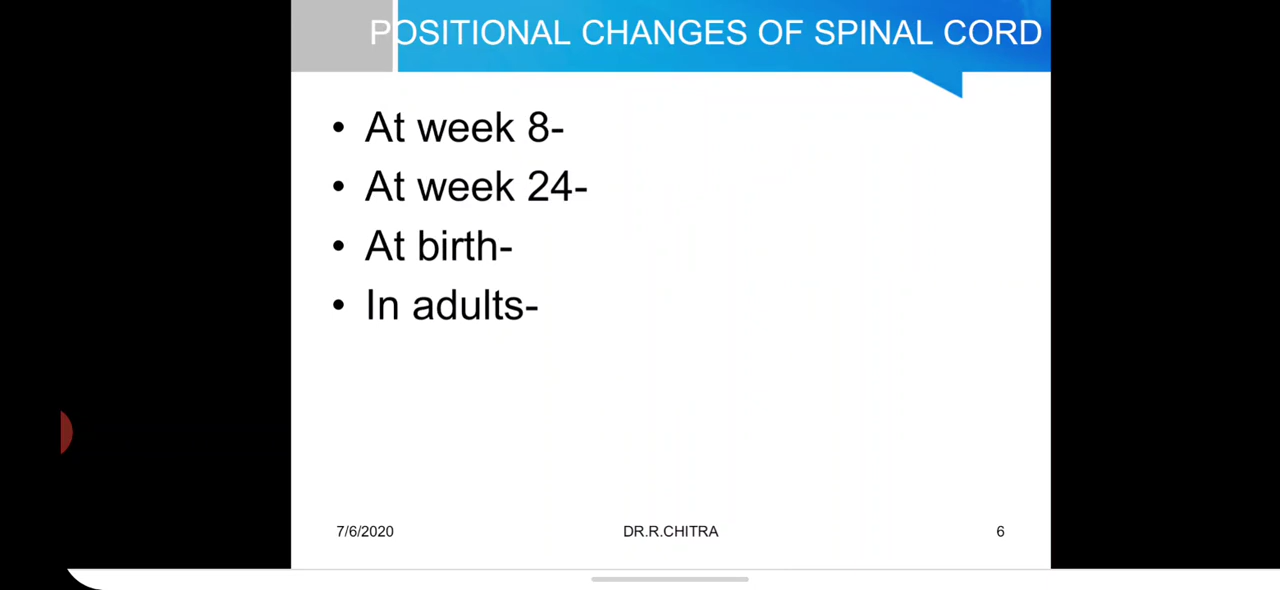 POSITIONAL CHANGES OF SPINAL CORD
• At week 8-
• At week 24-
• At birth-
• In adults-
7/6/2020 DR.R.CHITRA 6